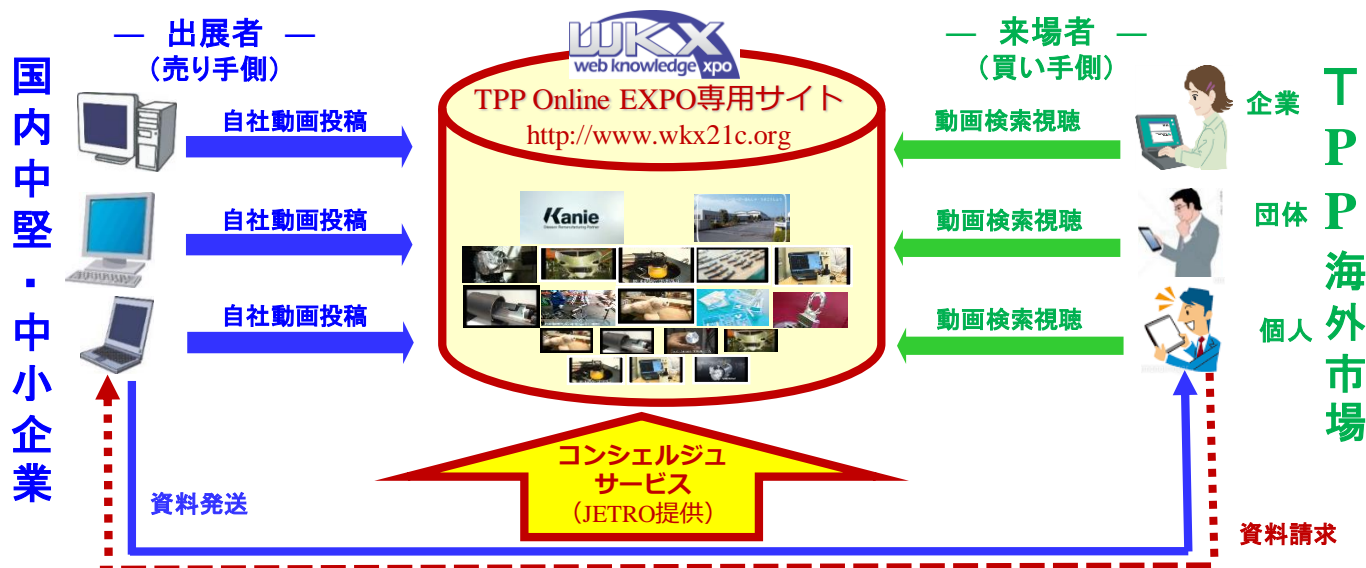 国内中堅・中小企業
― 出展者 ―
（売り手側）
自社動画投稿
自社動画投稿
自社動画投稿
WKX
web knowledge xpo
TPP Online EXPO専用サイト
http://www.wkx21c.org
Kanie
コンシェルジュ
サービス
（JETRO提供）
― 来場者 ―
（買い手側）
動画検索視聴
動画検索視聴
動画検索視聴
企業
団体
個人
TPP海外市場
資料発送
資料請求